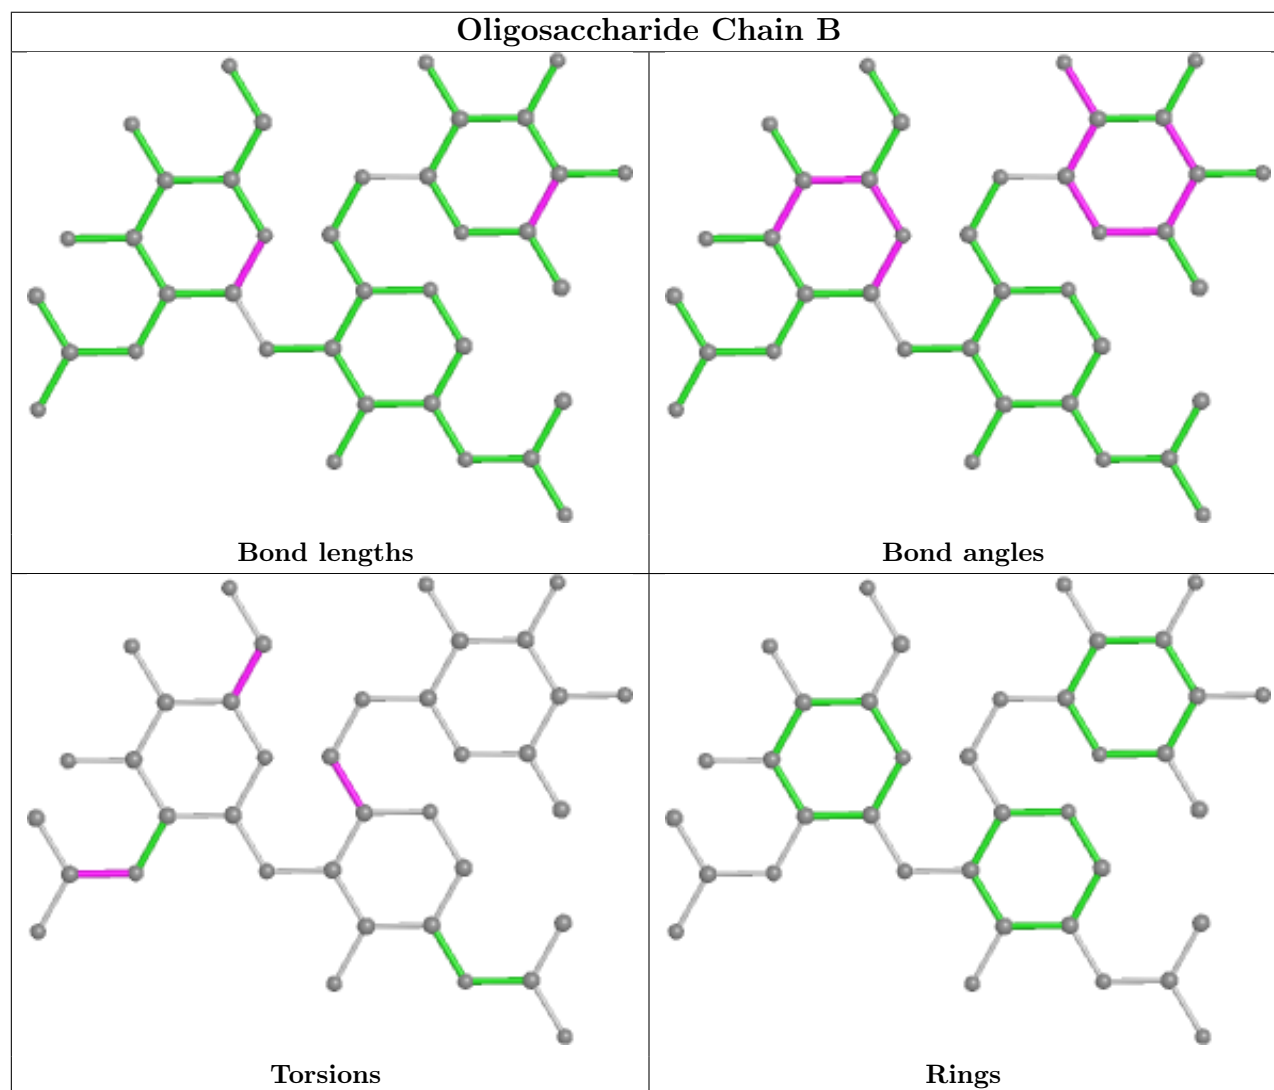 Oligosaccharide Chain B
Bond lengths
Bond angles
Torsions
Rings